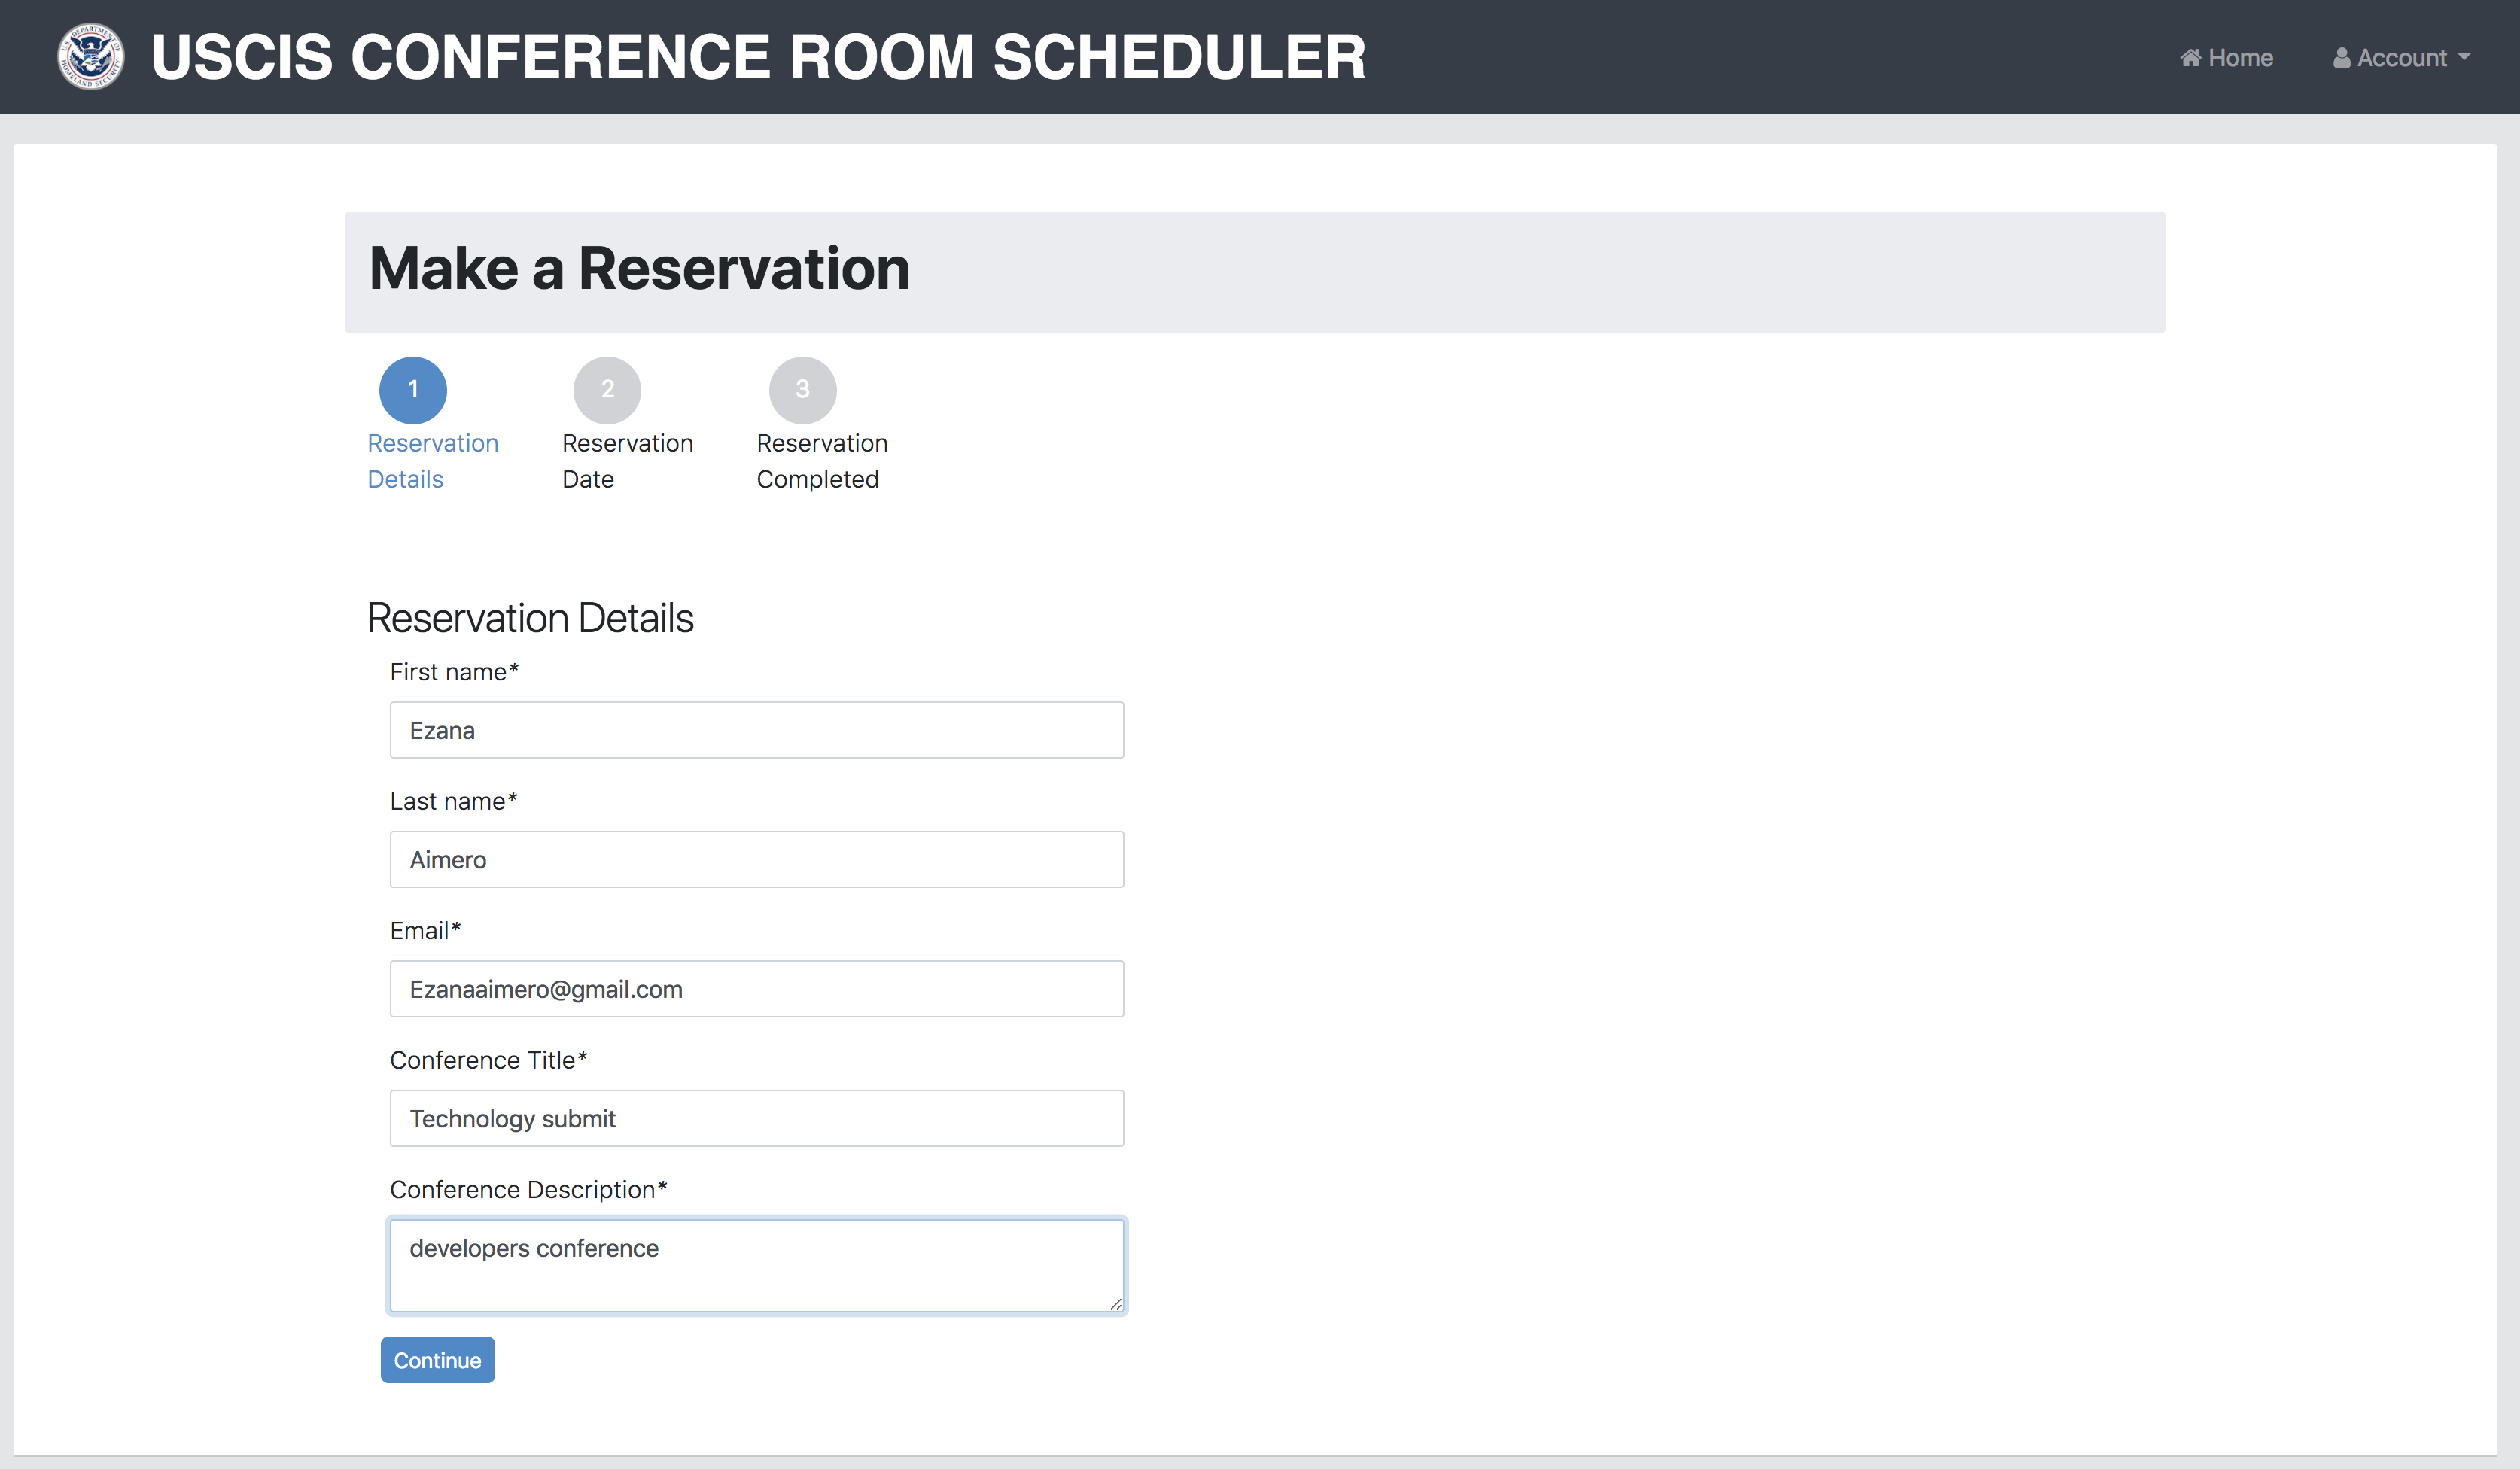 USCIS CONFERENCE ROOM SCHEDULER
Home
Account
Make a Reservation
1
2
3
Reservation Details
Reservation Date
Reservation Completed
Reservation Details
First name*
Ezana
Last name*
Aimero
Email*
Ezanaaimero@gmail.com
Conference Title*
Technology submit
Conference Description*
developers conference
Continue